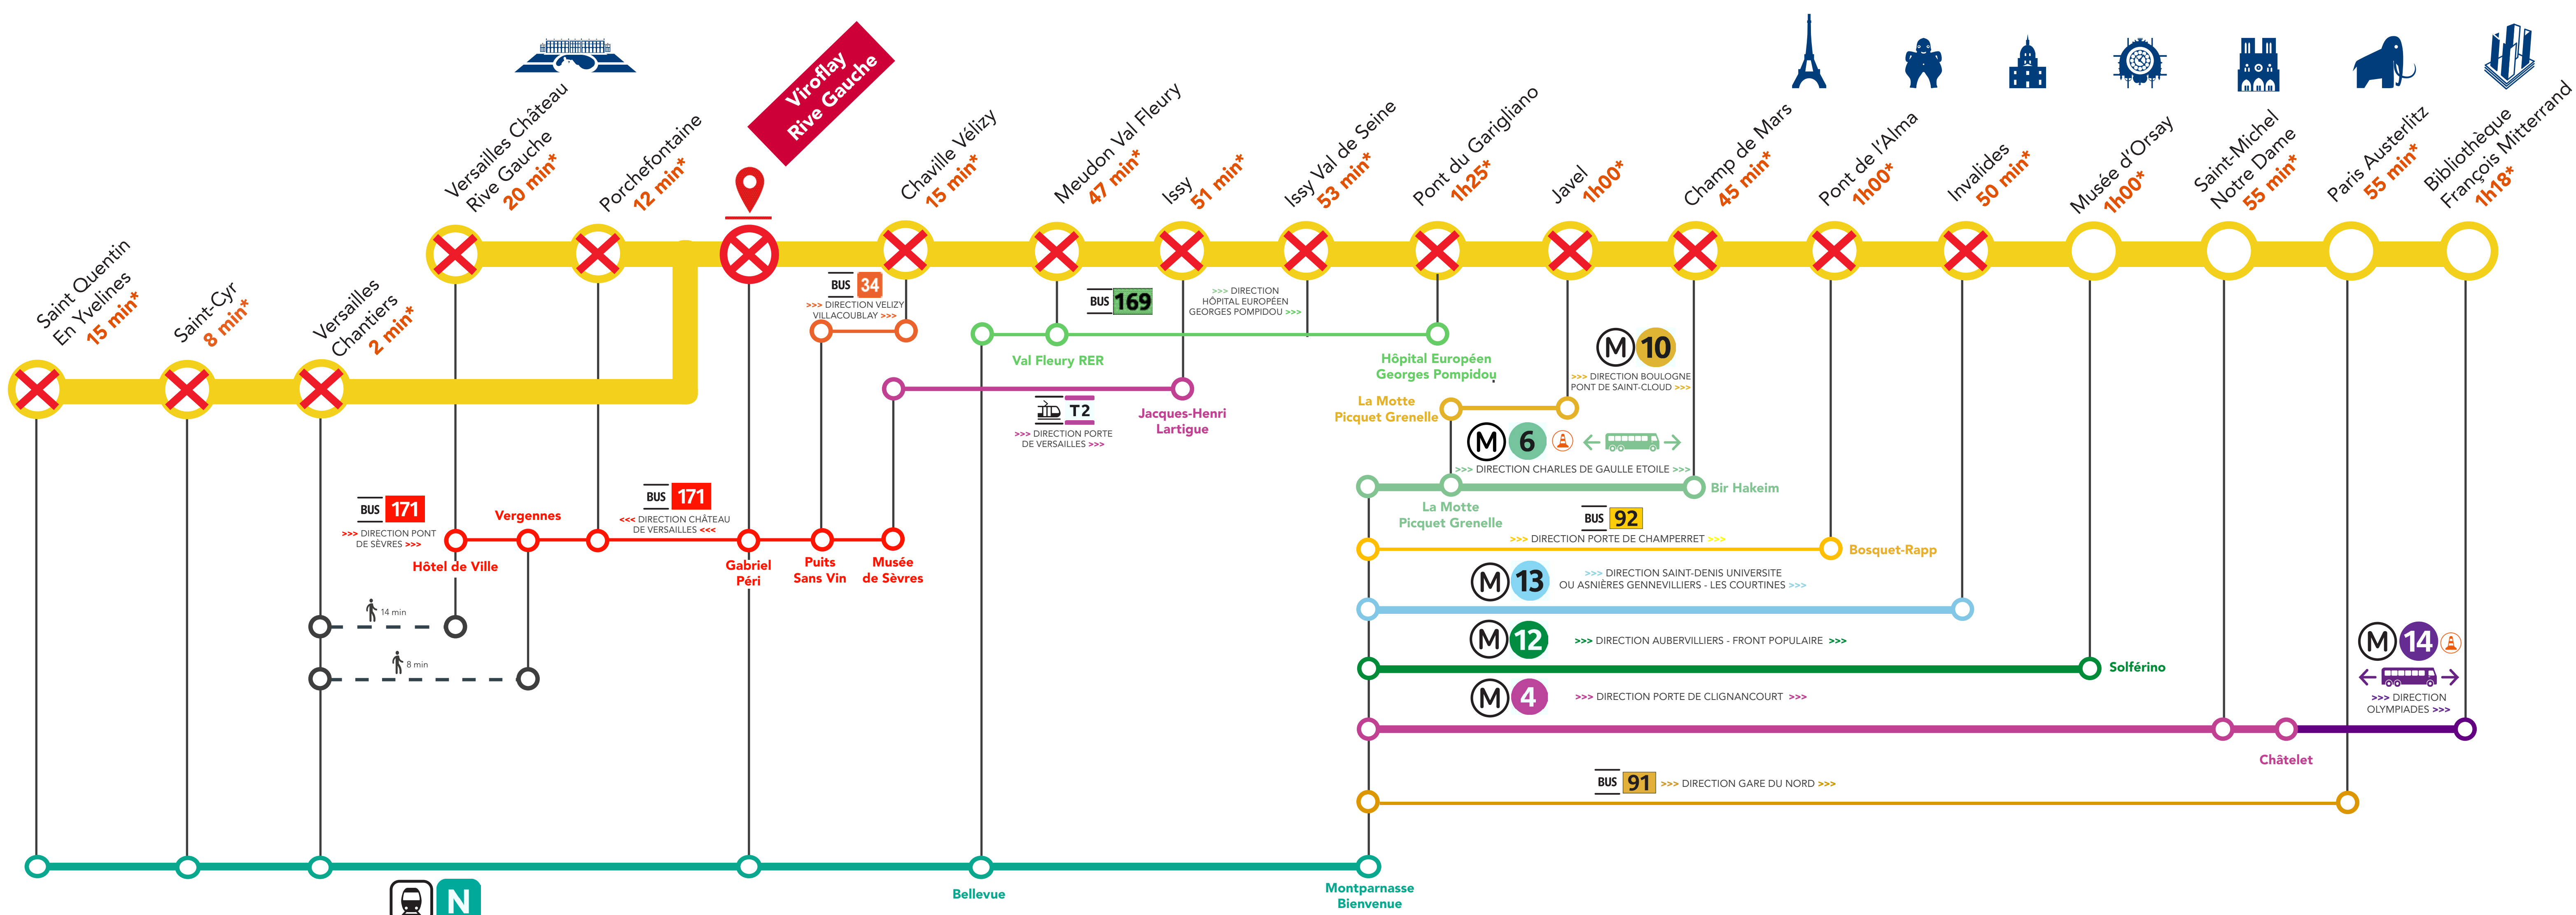 Viroflay
Rive Gauche
Versailles Château
Rive Gauche
20 min*
Porchefontaine
12 min*
Chaville Vélizy
15 min*
Meudon Val Fleury
47 min*
Issy
51 min*
Issy Val de Seine
53 min*
Pont du Garigliano
1h25*
Javel
1h00*
Champ de Mars
45 min*
Pont de l'Alma
1h00*
Invalides
50 min*
Musée d'Orsay
1h00*
Saint-Michel
Notre Dame
55 min*
Paris Austerlitz
55 min*
Bibliothèque
François Mitterrand
1h18*
Saint Quentin
En Yvelines
15 min*
Saint-Cyr
8 min*
Versailles
Chantiers
2 min*
BUS 34
>>> DIRECTION VELIZY
VILLACOUBLAY >>>
BUS 169
>>> DIRECTION
HÔPITAL EUROPÉEN
GEORGES POMPIDOU >>>
Val Fleury RER
Hôpital Européen
Georges Pompidou
M 10
>>> DIRECTION BOULOGNE
PONT DE SAINT-CLOUD >>>
La Motte
Picquet Grenelle
T2
>>> DIRECTION PORTE
DE VERSAILLES >>>
Jacques-Henri
Lartigue
M 6
>>> DIRECTION CHARLES DE GAULLE ETOILE >>>
La Motte
Picquet Grenelle
Bir Hakeim
BUS 171
>>> DIRECTION PONT
DE SÈVRES >>>
Vergennes
BUS 171
<<< DIRECTION CHÂTEAU
DE VERSAILLES <<<
Hôtel de Ville
Gabriel
Péri
Puits
Sans Vin
Musée
de Sèvres
BUS 92
>>> DIRECTION PORTE DE CHAMPERRET >>>
Bosquet-Rapp
M 13
>>> DIRECTION SAINT-DENIS UNIVERSITE
OU ASNIÈRES GENNEVILLIERS - LES COURTINES >>>
14 min
8 min
M 12
>>> DIRECTION AUBERVILLIERS - FRONT POPULAIRE >>>
Solférino
M 4
>>> DIRECTION PORTE DE CLIGNANCOURT >>>
M 14
>>> DIRECTION
OLYMPIADES >>>
Châtelet
BUS 91 >>> DIRECTION GARE DU NORD >>>
Bellevue
Montparnasse
Bienvenue
N